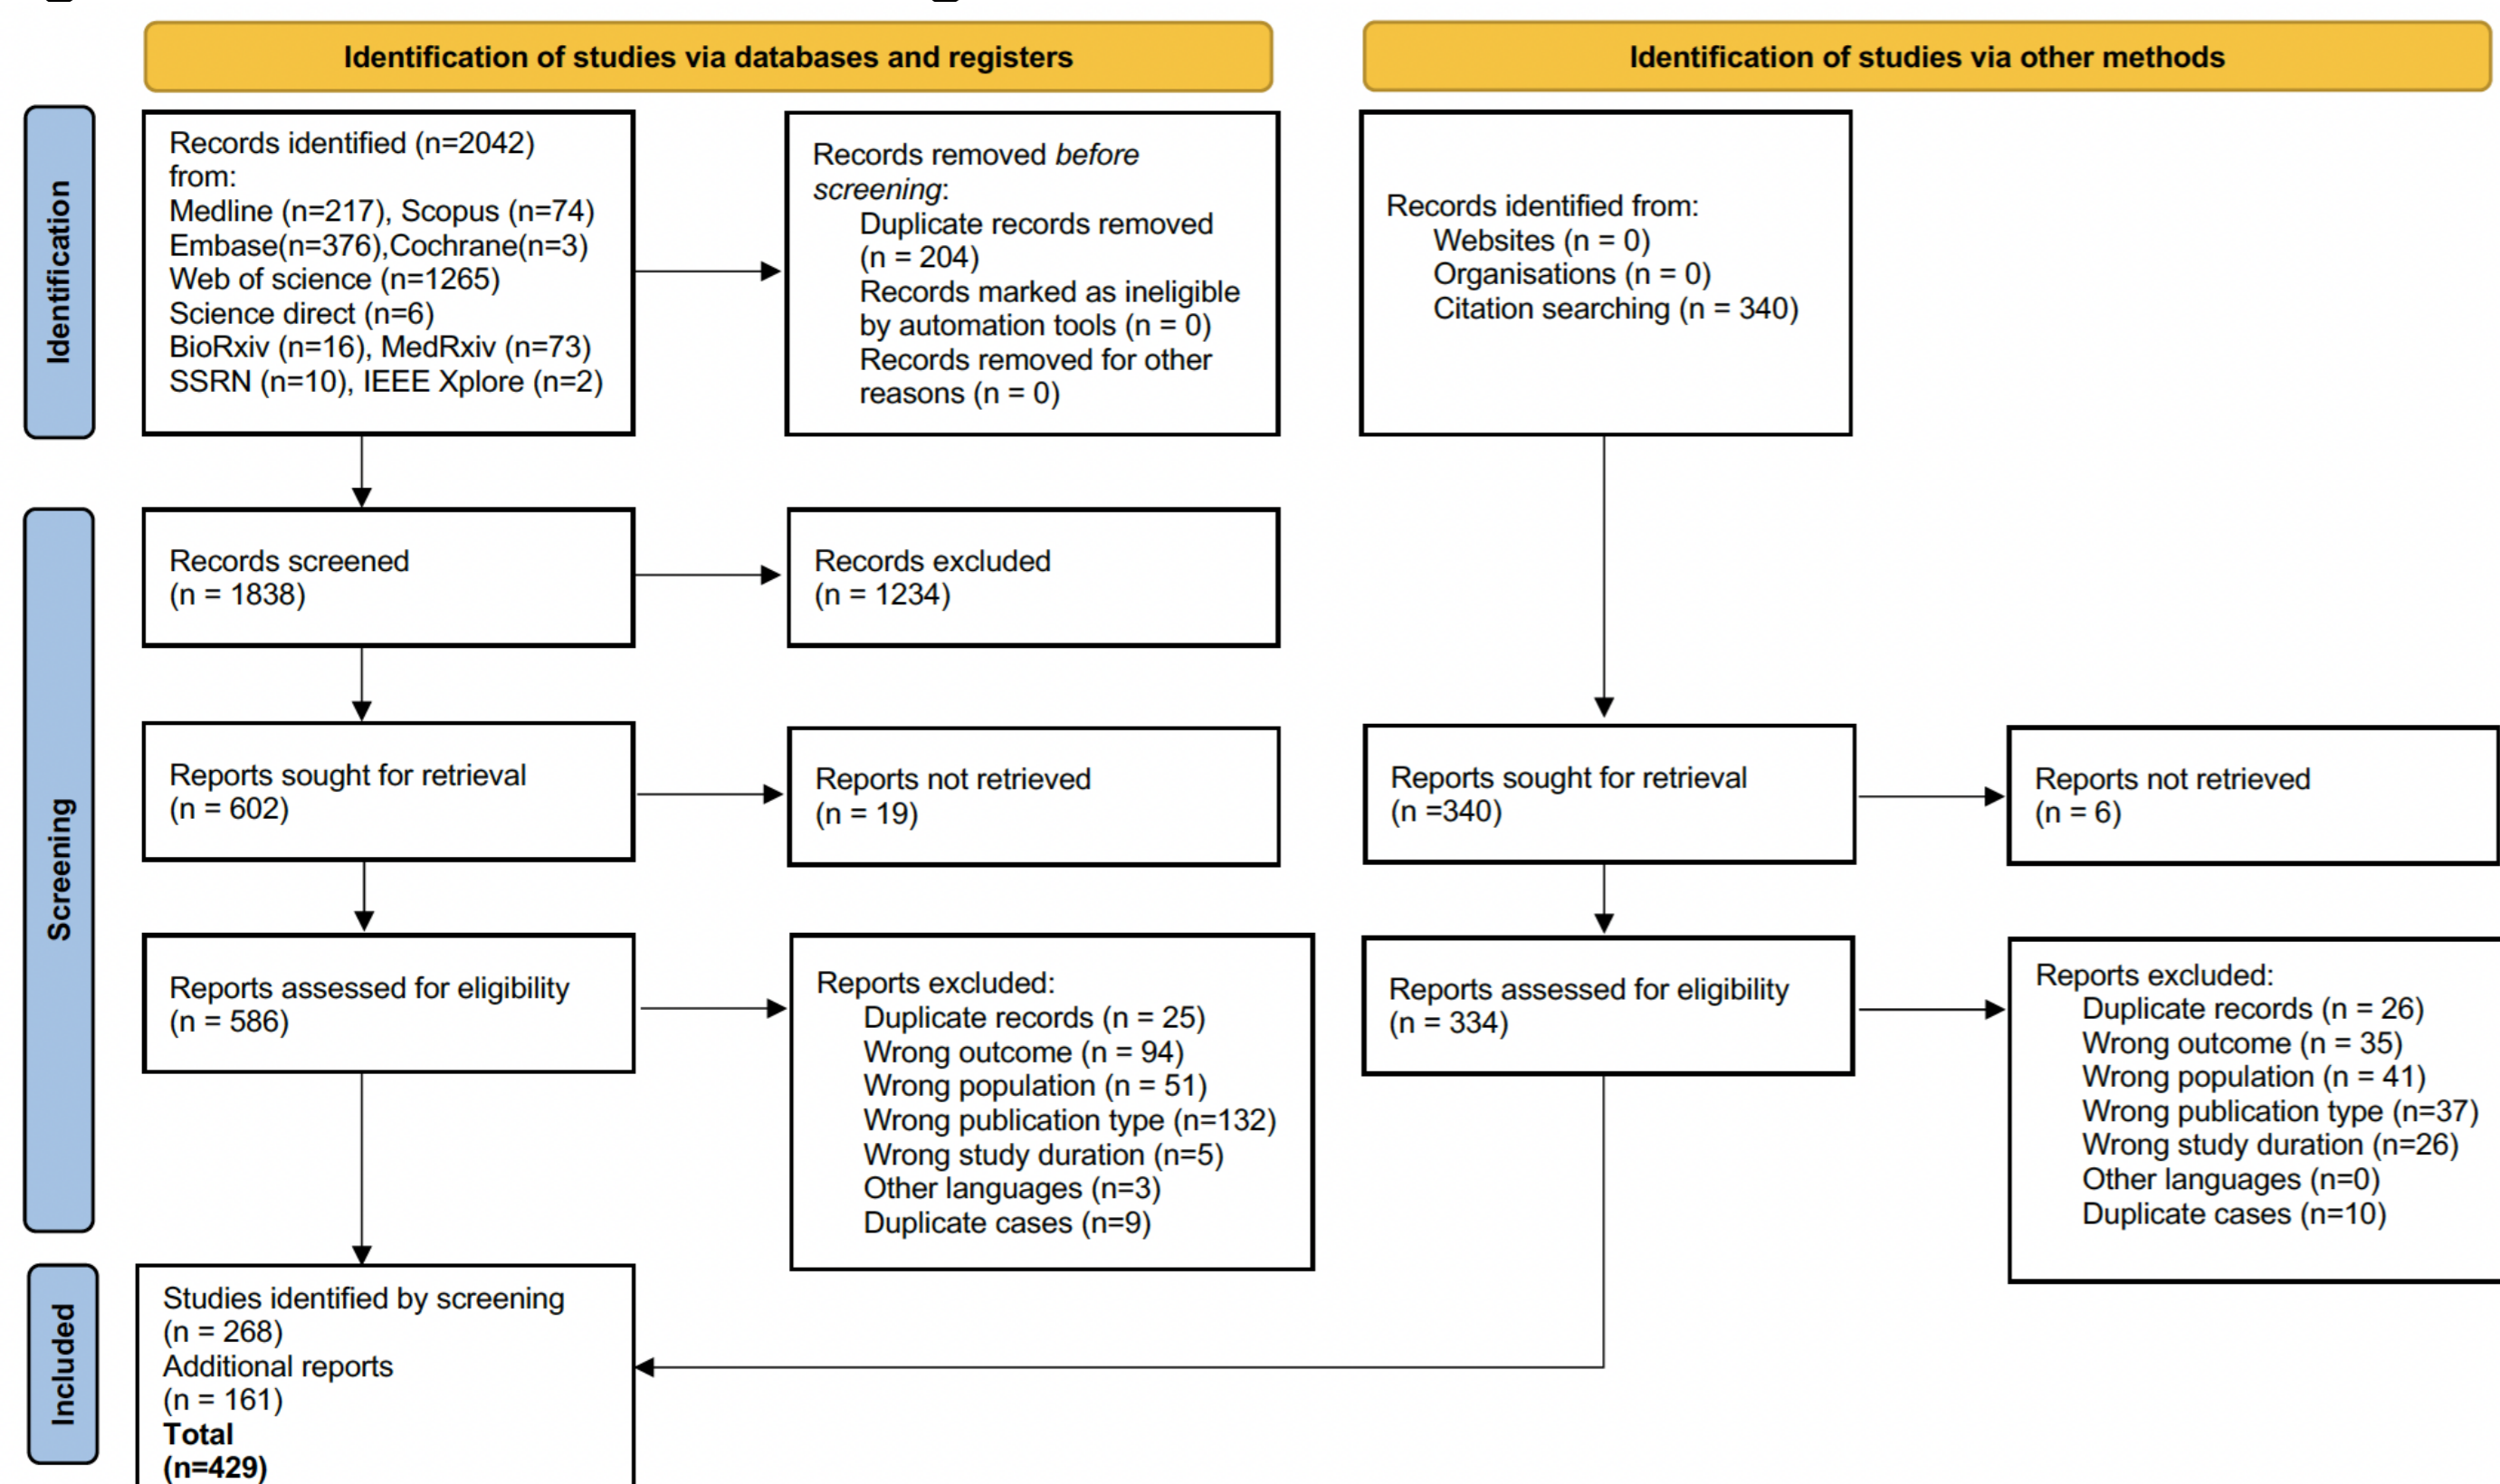 Identification of studies via databases and registers
Identification of studies via other methods
Identification
Records identified (n=2042)
from:
Medline (n=217), Scopus (n=74)
Embase(n=376),Cochrane(n=3)
Web of science (n=1265)
Science direct (n=6)
BioRxiv (n=16), MedRxiv (n=73)
SSRN (n=10), IEEE Xplore (n=2)
Records removed before
screening:
Duplicate records removed
(n = 204)
Records marked as ineligible
by automation tools (n = 0)
Records removed for other
reasons (n = 0)
Records identified from:
Websites (n = 0)
Organisations (n = 0)
Citation searching (n = 340)
Screening
Records screened
(n = 1838)
Records excluded
(n = 1234)
Reports sought for retrieval
(n = 602)
Reports not retrieved
(n = 19)
Reports sought for retrieval
(n =340)
Reports not retrieved
(n = 6)
Reports assessed for eligibility
(n = 586)
Reports excluded:
Duplicate records (n = 25)
Wrong outcome (n = 94)
Wrong population (n = 51)
Wrong publication type (n=132)
Wrong study duration (n=5)
Other languages (n=3)
Duplicate cases (n=9)
Reports assessed for eligibility
(n = 334)
Reports excluded:
Duplicate records (n = 26)
Wrong outcome (n = 35)
Wrong population (n = 41)
Wrong publication type (n=37)
Wrong study duration (n=26)
Other languages (n=0)
Duplicate cases (n=10)
Included
Studies identified by screening
(n = 268)
Additional reports
(n = 161)
Total
(n=429)